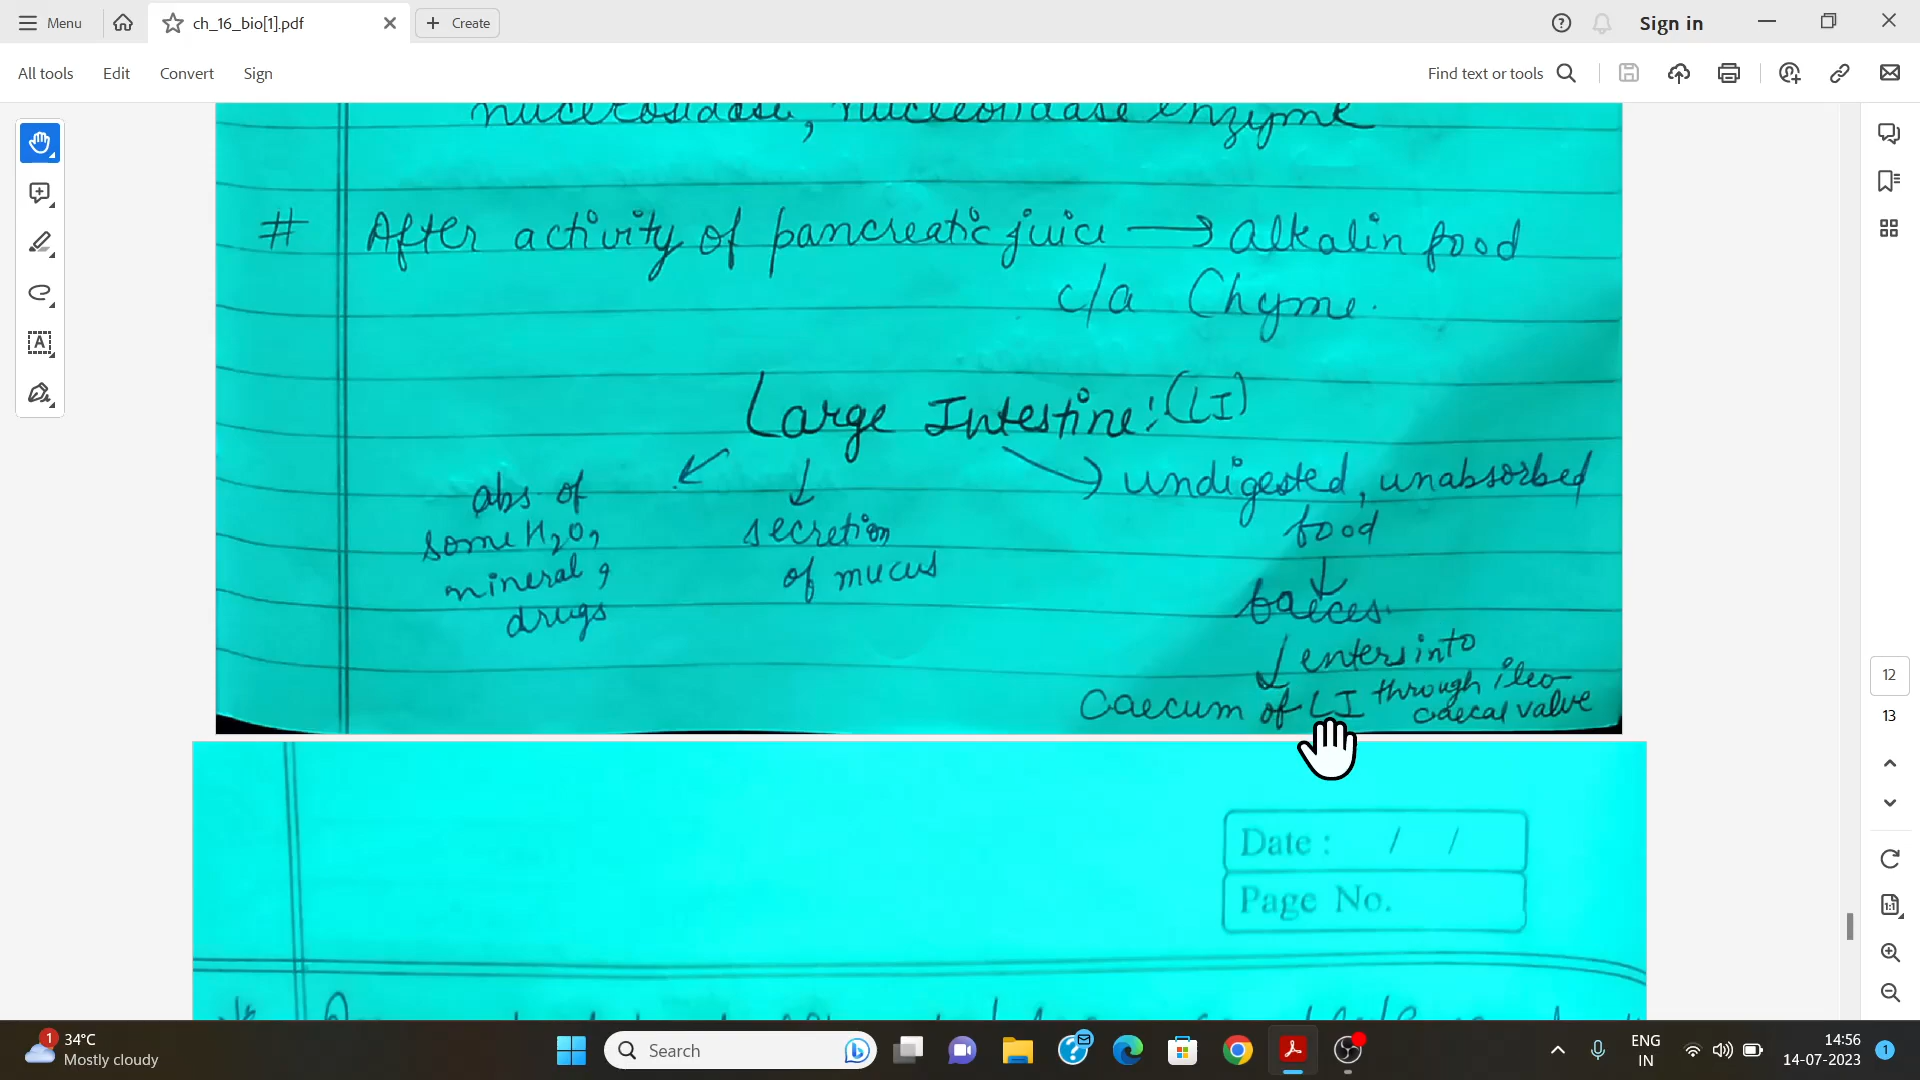 Menu
ch_16_bio[1].pdf
Create
Sign in
All tools
Edit
Convert
Sign
Find text or tools
enzyme
# After activity of pancreatic juice → Alkalin food
c/a Chyme.
Large Intestine: (LI)
abs of
some H2O,
mineral,
drugs
secretion
of mucus
undigested, unabsorbed
food
↓
faeces.
↓ enters into
Caecum of LI through ileo-
caecal valve
Date : / /
Page No.
12
13
34°C
Mostly cloudy
Search
ENG
IN
14:56
14-07-2023